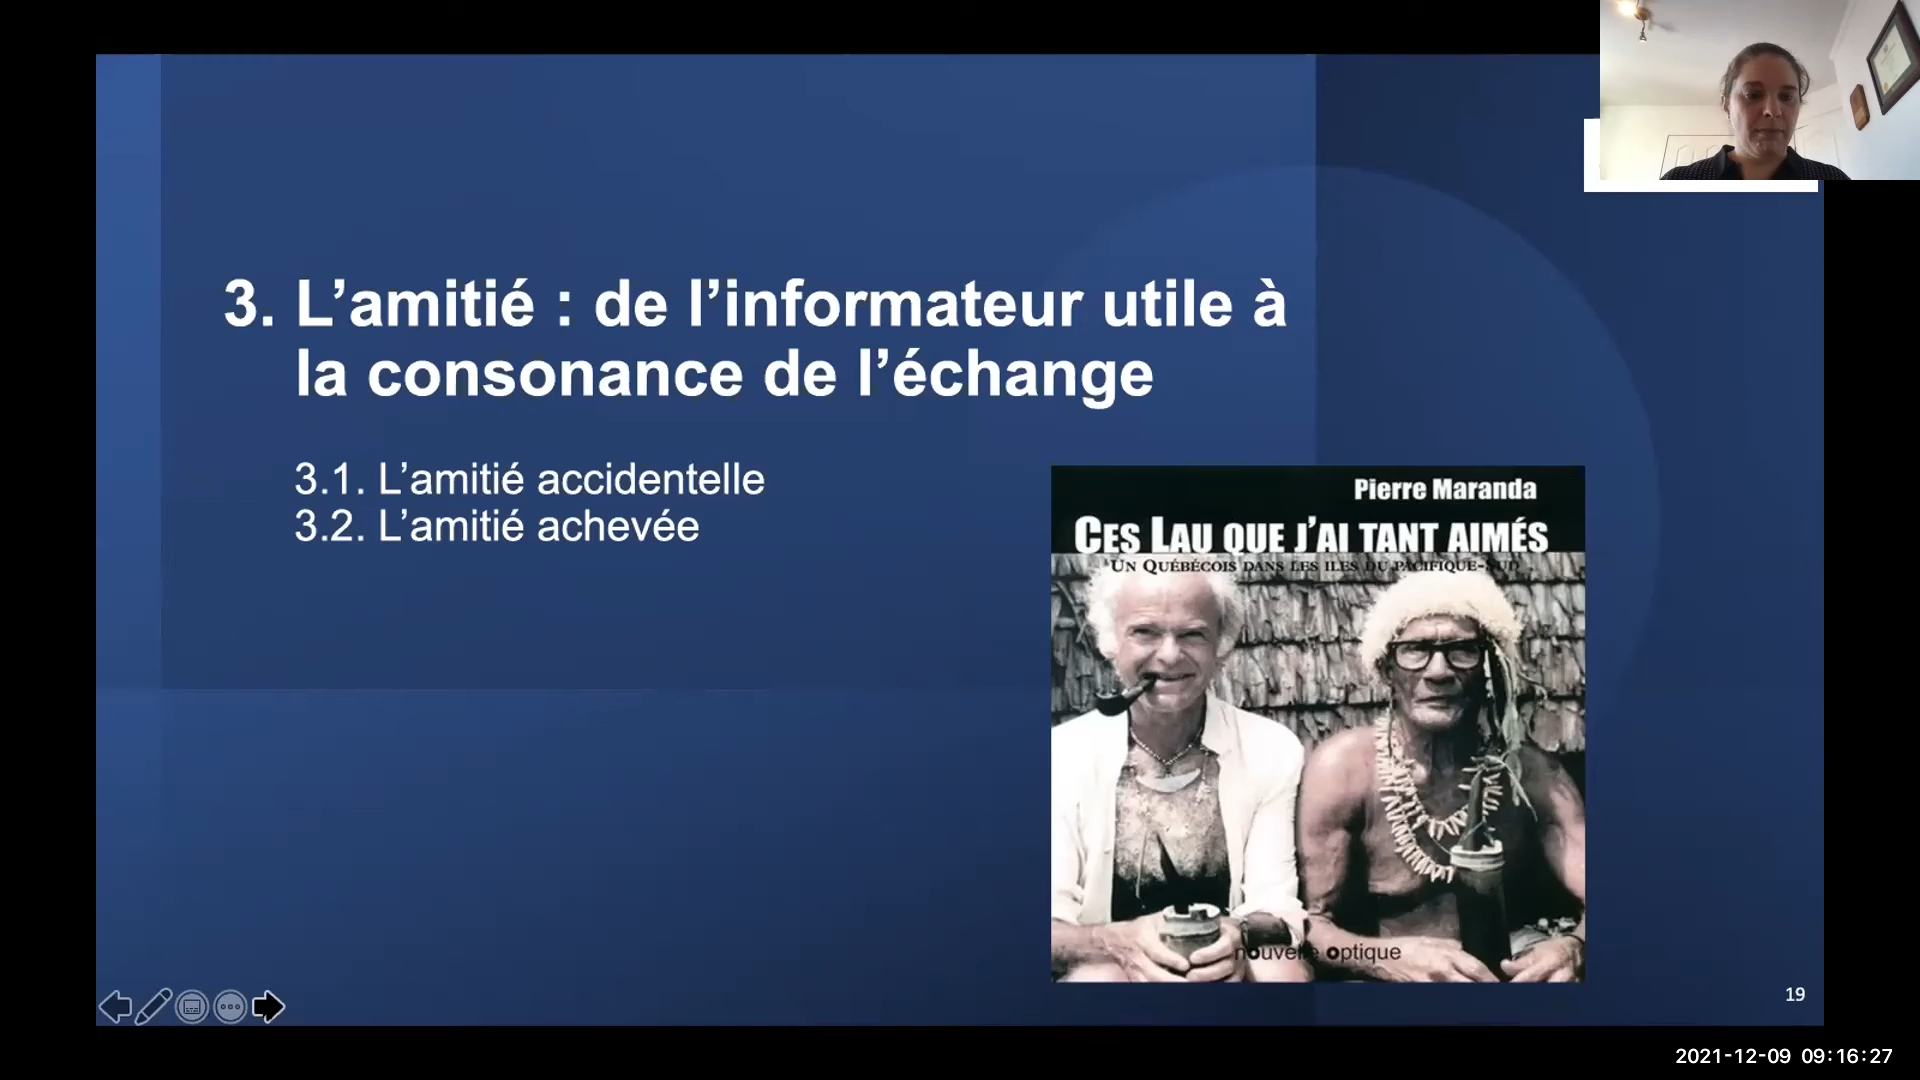 3. L’amitié : de l’informateur utile à
la consonance de l’échange
3.1. L’amitié accidentelle
3.2. L’amitié achevée
Pierre Maranda
CES LAU QUE J’AI TANT AIMÉS
UN QUÉBÉCOIS DANS LES ILES DU PACIFIQUE-SUD
nouvelle optique
19
2021-12-09 09:16:27